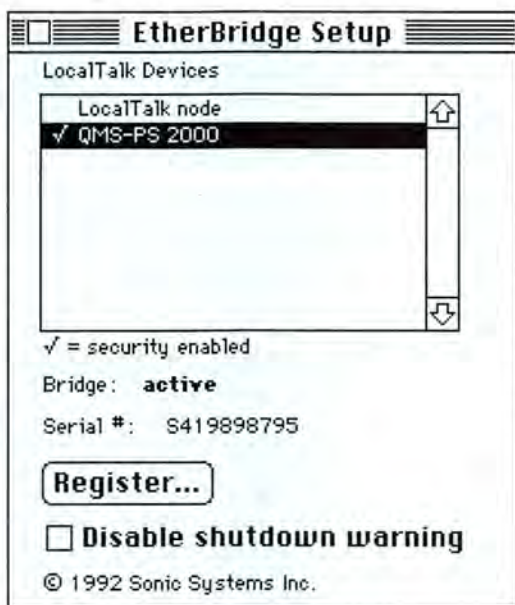 EtherBridge Setup
LocalTalk Devices
LocalTalk node
√ QMS-PS 2000
√ = security enabled
Bridge: active
Serial #: S419898795
Register...
Disable shutdown warning
© 1992 Sonic Systems Inc.